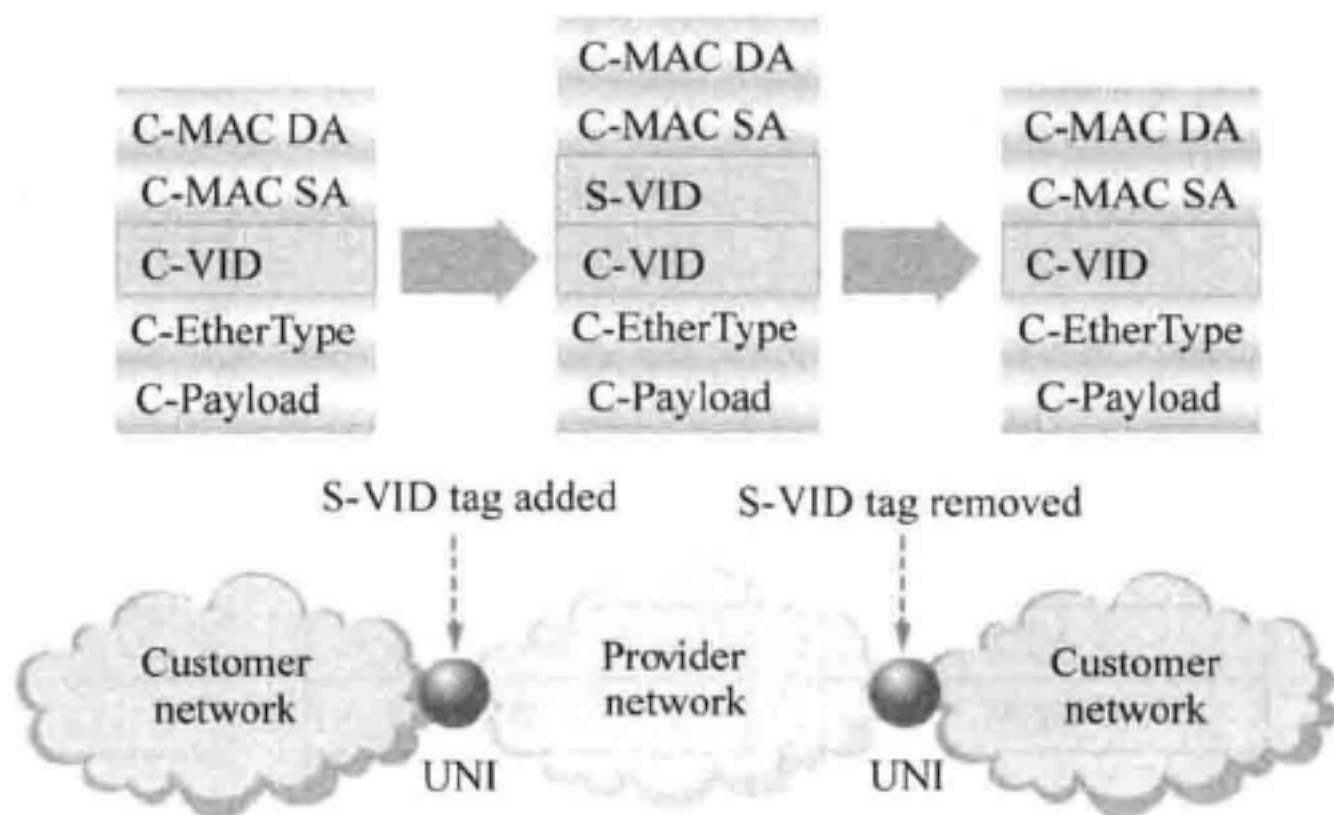 C-MAC DA
C-MAC SA
C-VID
C-EtherType
C-Payload
C-MAC DA
C-MAC SA
S-VID
C-VID
C-EtherType
C-Payload
C-MAC DA
C-MAC SA
C-VID
C-EtherType
C-Payload
S-VID tag added
S-VID tag removed
Customer
network
UNI
Provider
network
UNI
Customer
network